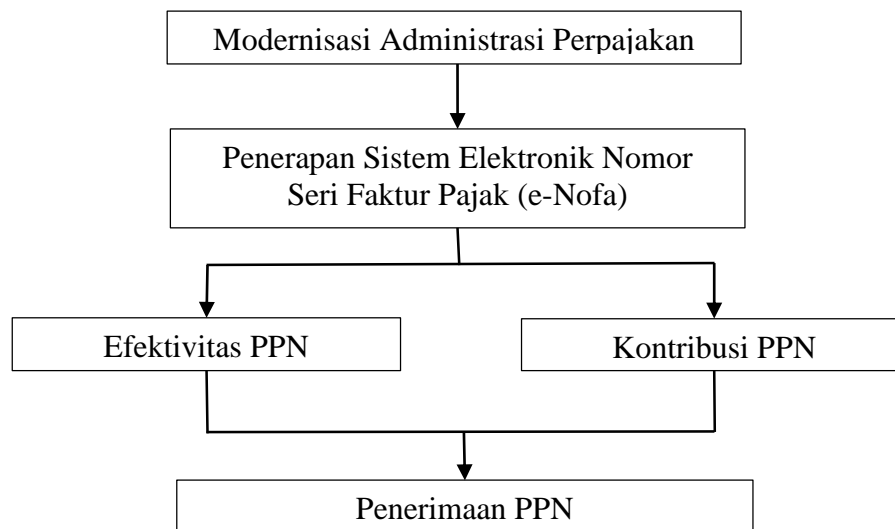 Modernisasi Administrasi Perpajakan
Penerapan Sistem Elektronik Nomor
Seri Faktur Pajak (e-Nofa)
Efektivitas PPN
Kontribusi PPN
Penerimaan PPN